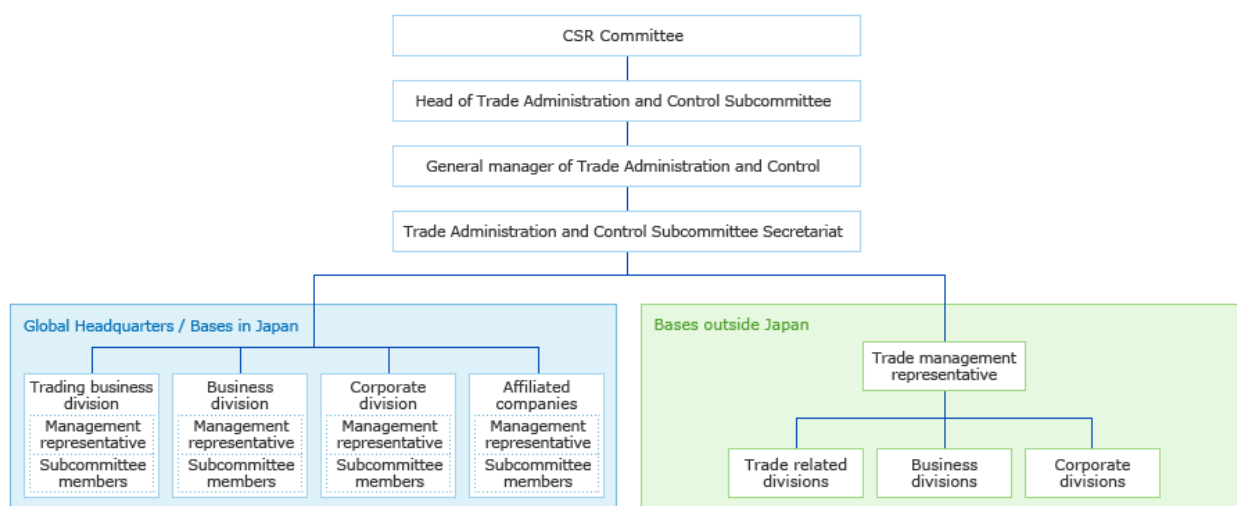 CSR Committee
Head of Trade Administration and Control Subcommittee
General manager of Trade Administration and Control
Trade Administration and Control Subcommittee Secretariat
Global Headquarters / Bases in Japan
Trading business
division
Management
representative
Subcommittee
members
Business
division
Management
representative
Subcommittee
members
Corporate
division
Management
representative
Subcommittee
members
Affiliated
companies
Management
representative
Subcommittee
members
Bases outside Japan
Trade management
representative
Trade related
divisions
Business
divisions
Corporate
divisions